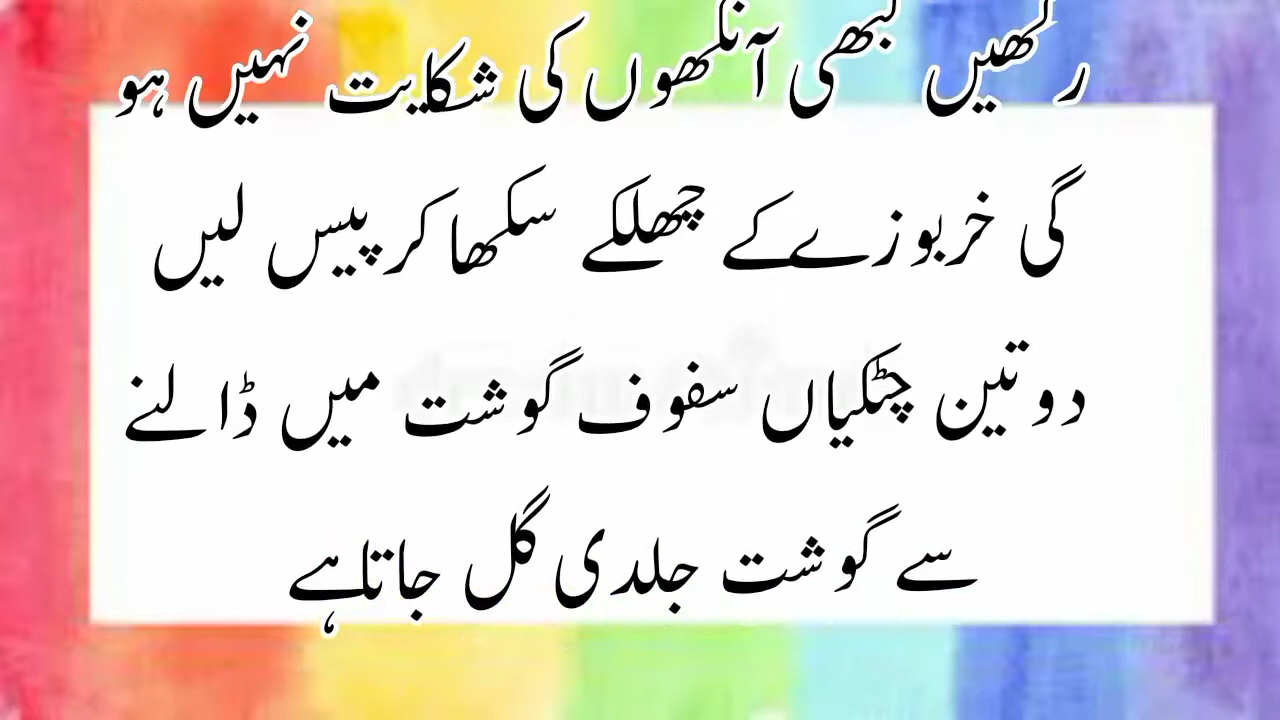 رکھیں کبھی آنکھوں کی شکایت نہیں ہو
گی خربوزے کے چھلکے سکھا کر پیس لیں
دو تین چٹکیاں سفوف گوشت میں ڈالنے
سے گوشت جلدی گل جاتا ہے